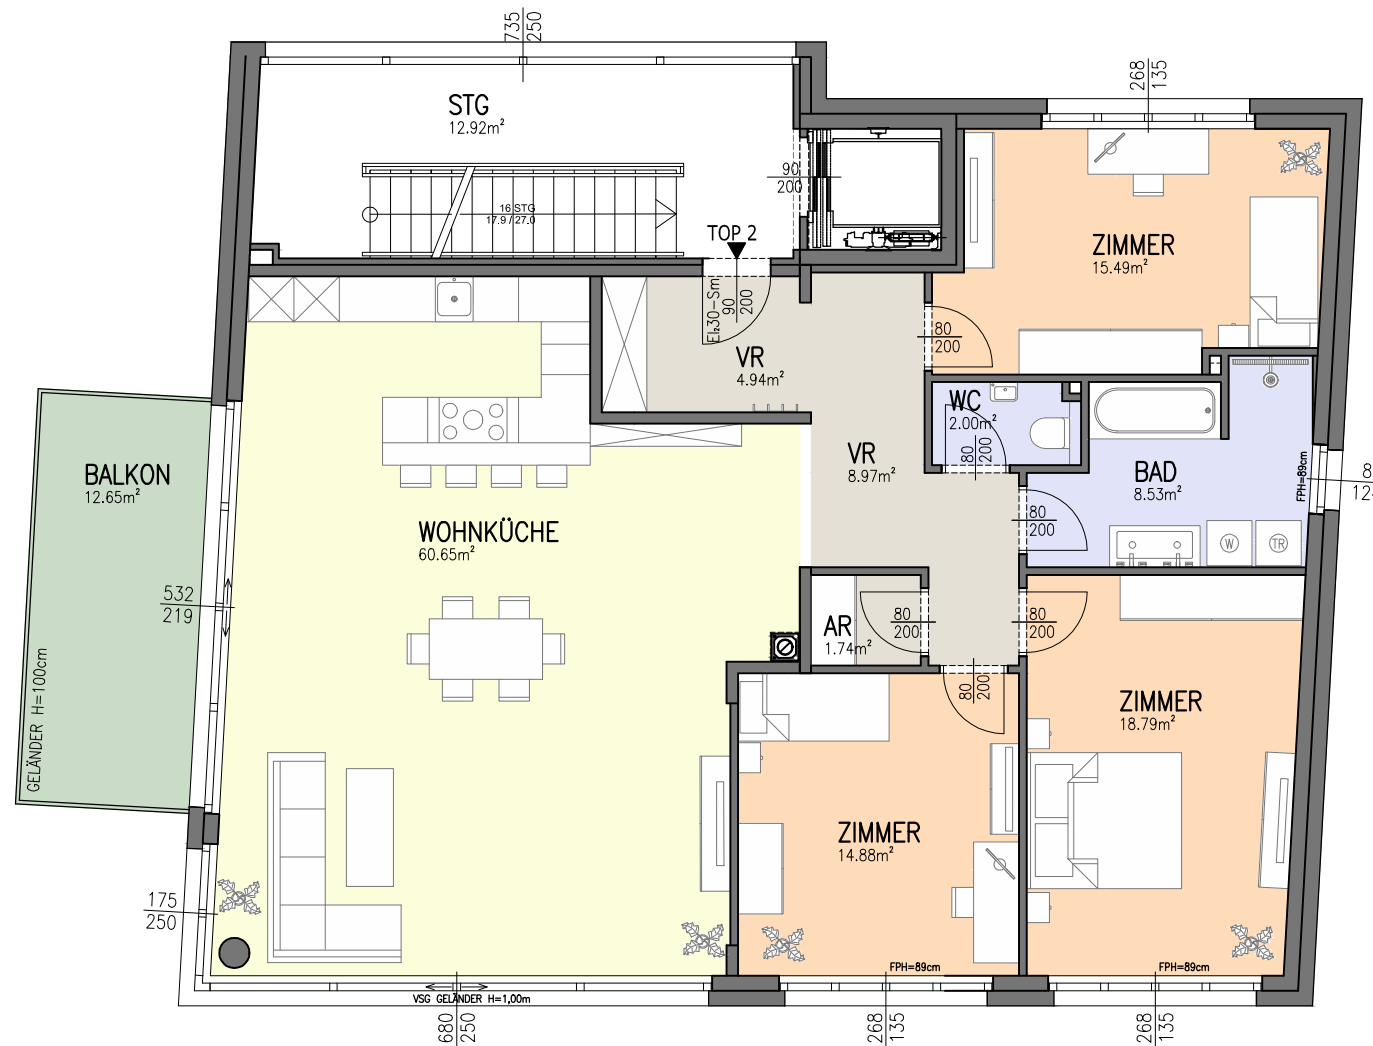 735
250
268
135
STG
12.92m²
90
200
16 STG
17.9 / 27.0
TOP 2
ZIMMER
15.49m²
EI₂30-Sm
90
200
VR
4.94m²
80
200
WC
2.00m²
80
200
VR
8.97m²
BAD
8.53m²
FPH=89cm
8
124
BALKON
12.65m²
WOHNKÜCHE
60.65m²
80
200
W
TR
532
219
AR
1.74m²
80
200
80
200
80
200
GELÄNDER H=100cm
ZIMMER
18.79m²
ZIMMER
14.88m²
175
250
FPH=89cm
FPH=89cm
VSG GELÄNDER H=1,00m
680
250
268
135
268
135